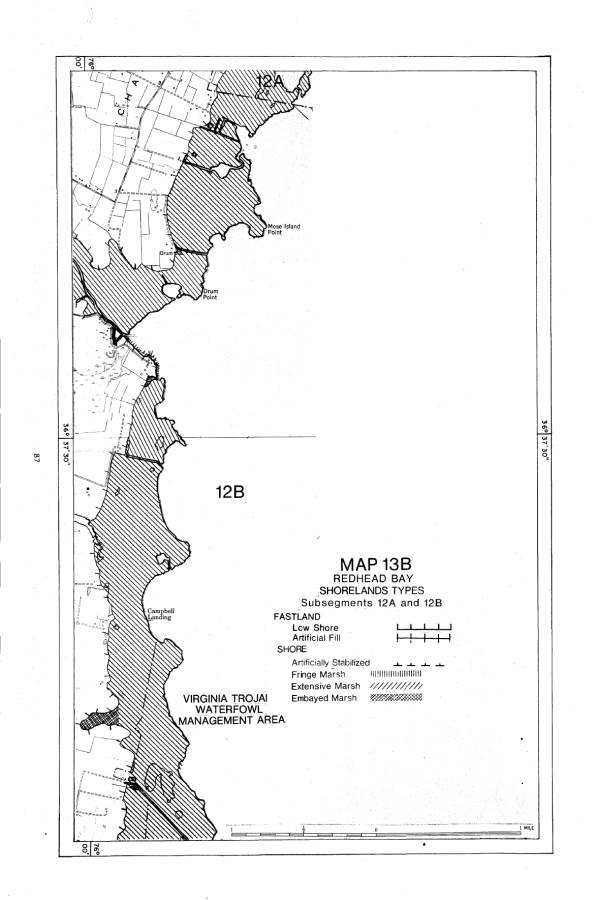 76°
00'
12A
C H A
Mose Island
Point
Drum
Drum
Point
36°
37'
30"
36°
37'
30"
87
12B
MAP 13B
REDHEAD BAY
SHORELANDS TYPES
Subsegments 12A and 12B
FASTLAND
Low Shore
Artificial Fill
SHORE
Artificially Stabilized
Fringe Marsh
Extensive Marsh
Embayed Marsh
Campbell
Landing
VIRGINIA TROJAI
WATERFOWL
MANAGEMENT AREA
1
0
1 MILE
76°
00'